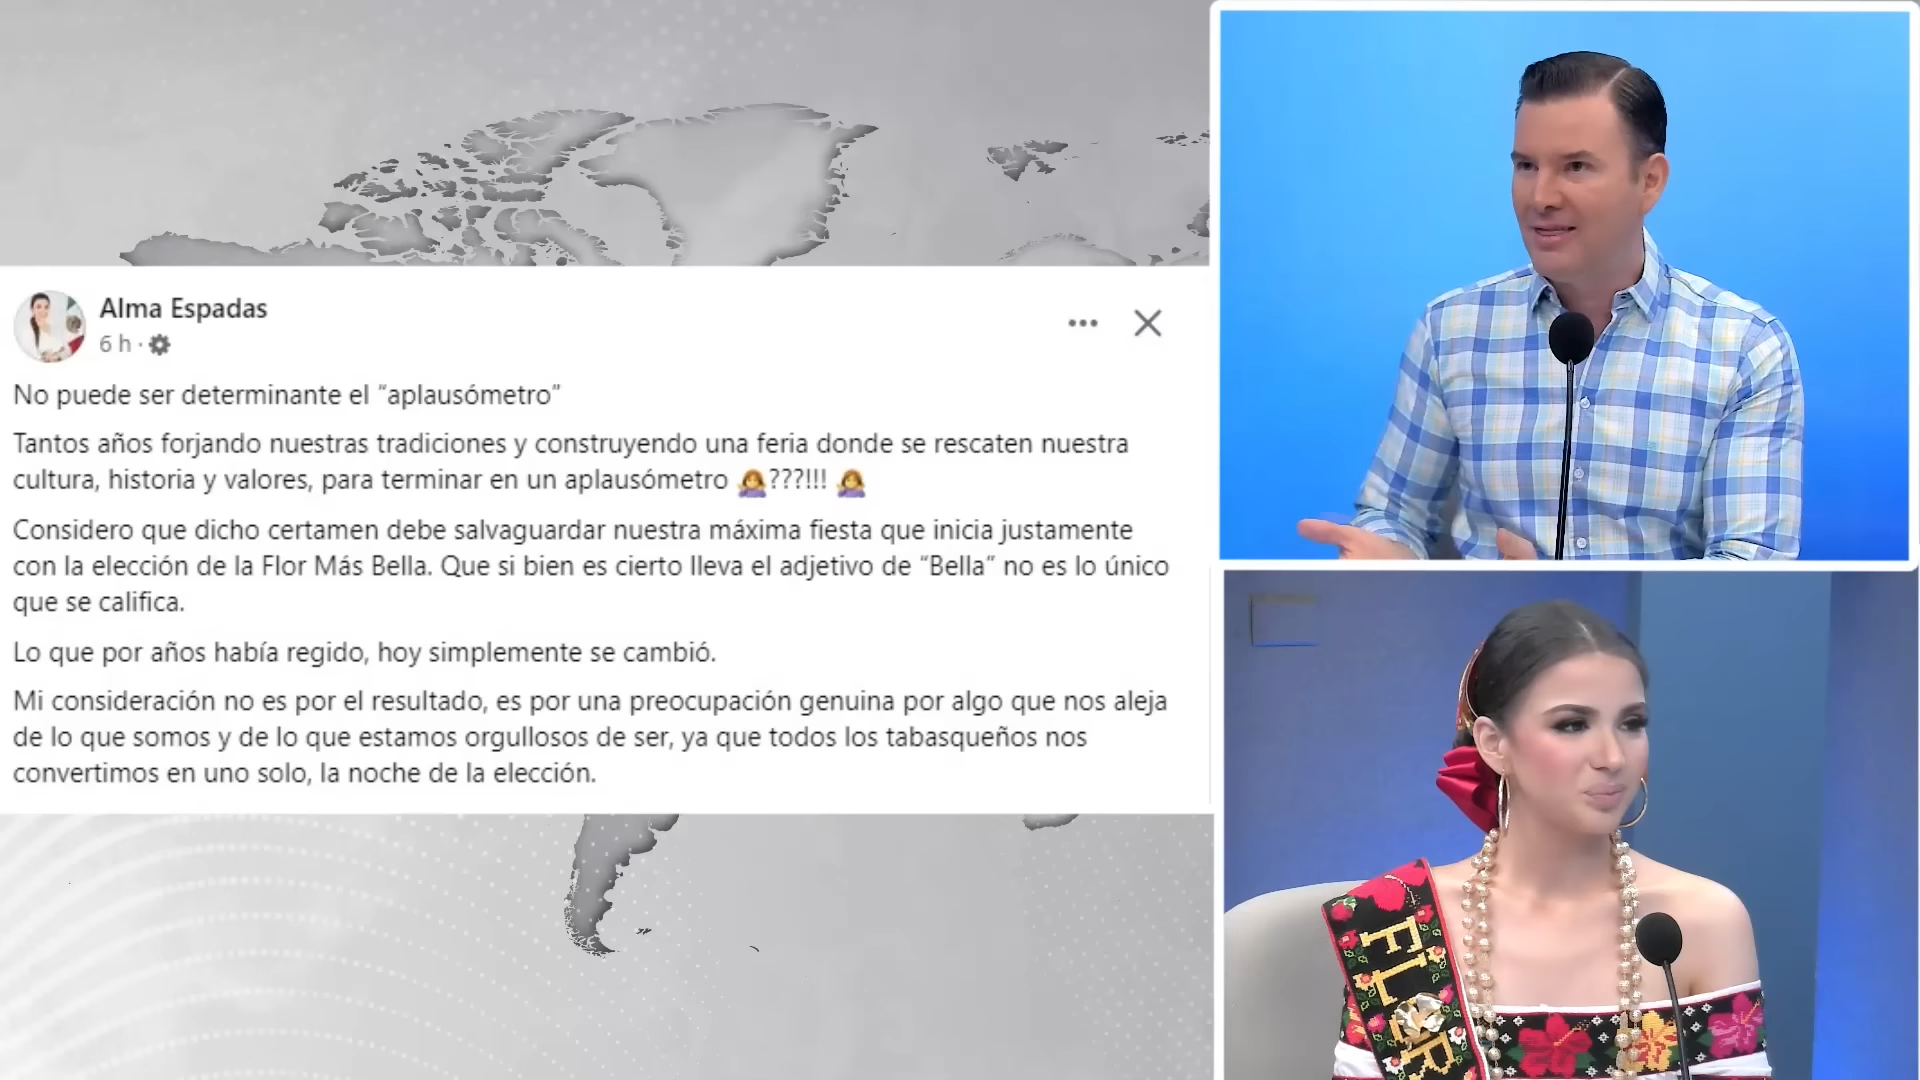 Alma Espadas
6 h ·
No puede ser determinante el “aplausómetro”
Tantos años forjando nuestras tradiciones y construyendo una feria donde se rescaten nuestra
cultura, historia y valores, para terminar en un aplausómetro 🙍‍♀️???!!! 🙍‍♀️
Considero que dicho certamen debe salvaguardar nuestra máxima fiesta que inicia justamente
con la elección de la Flor Más Bella. Que si bien es cierto lleva el adjetivo de “Bella” no es lo único
que se califica.
Lo que por años había regido, hoy simplemente se cambió.
Mi consideración no es por el resultado, es por una preocupación genuina por algo que nos aleja
de lo que somos y de lo que estamos orgullosos de ser, ya que todos los tabasqueños nos
convertimos en uno solo, la noche de la elección.
FLOR